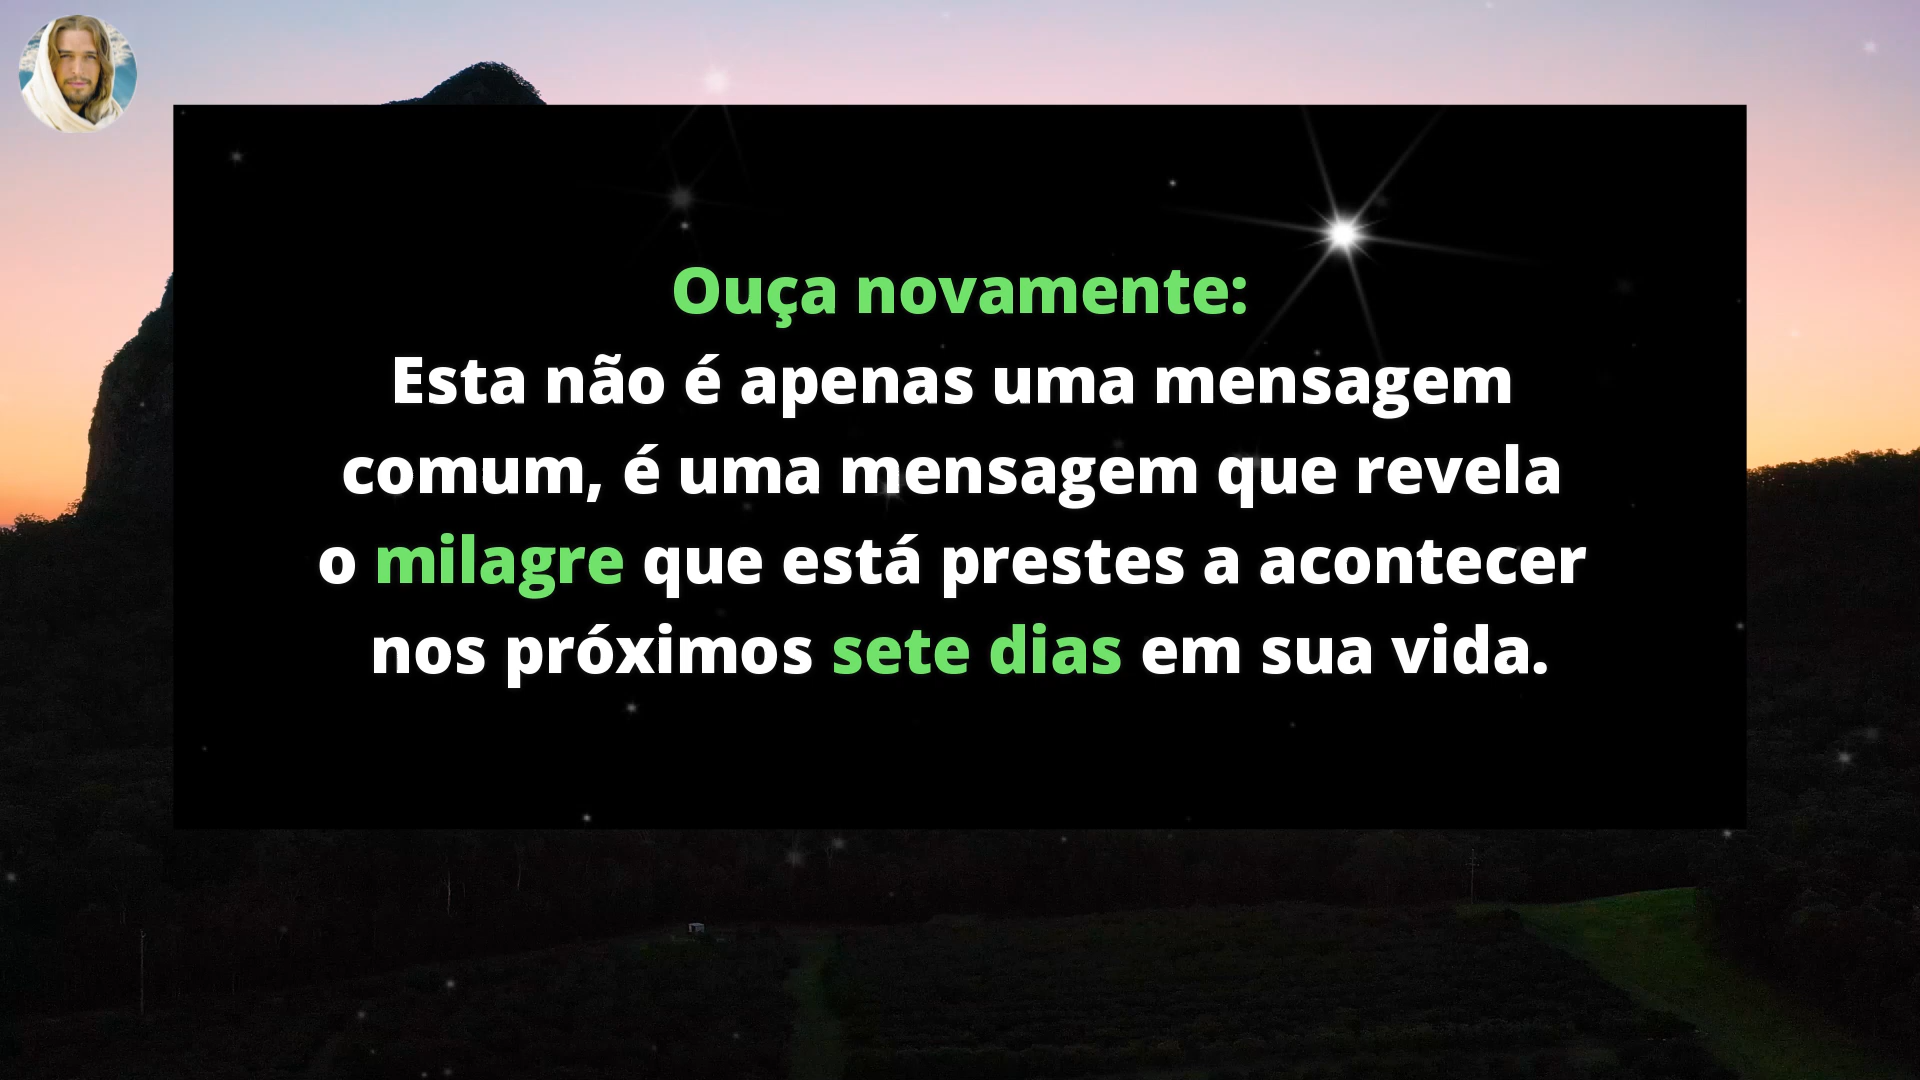 Ouça novamente:
Esta não é apenas uma mensagem
comum, é uma mensagem que revela
o milagre que está prestes a acontecer
nos próximos sete dias em sua vida.